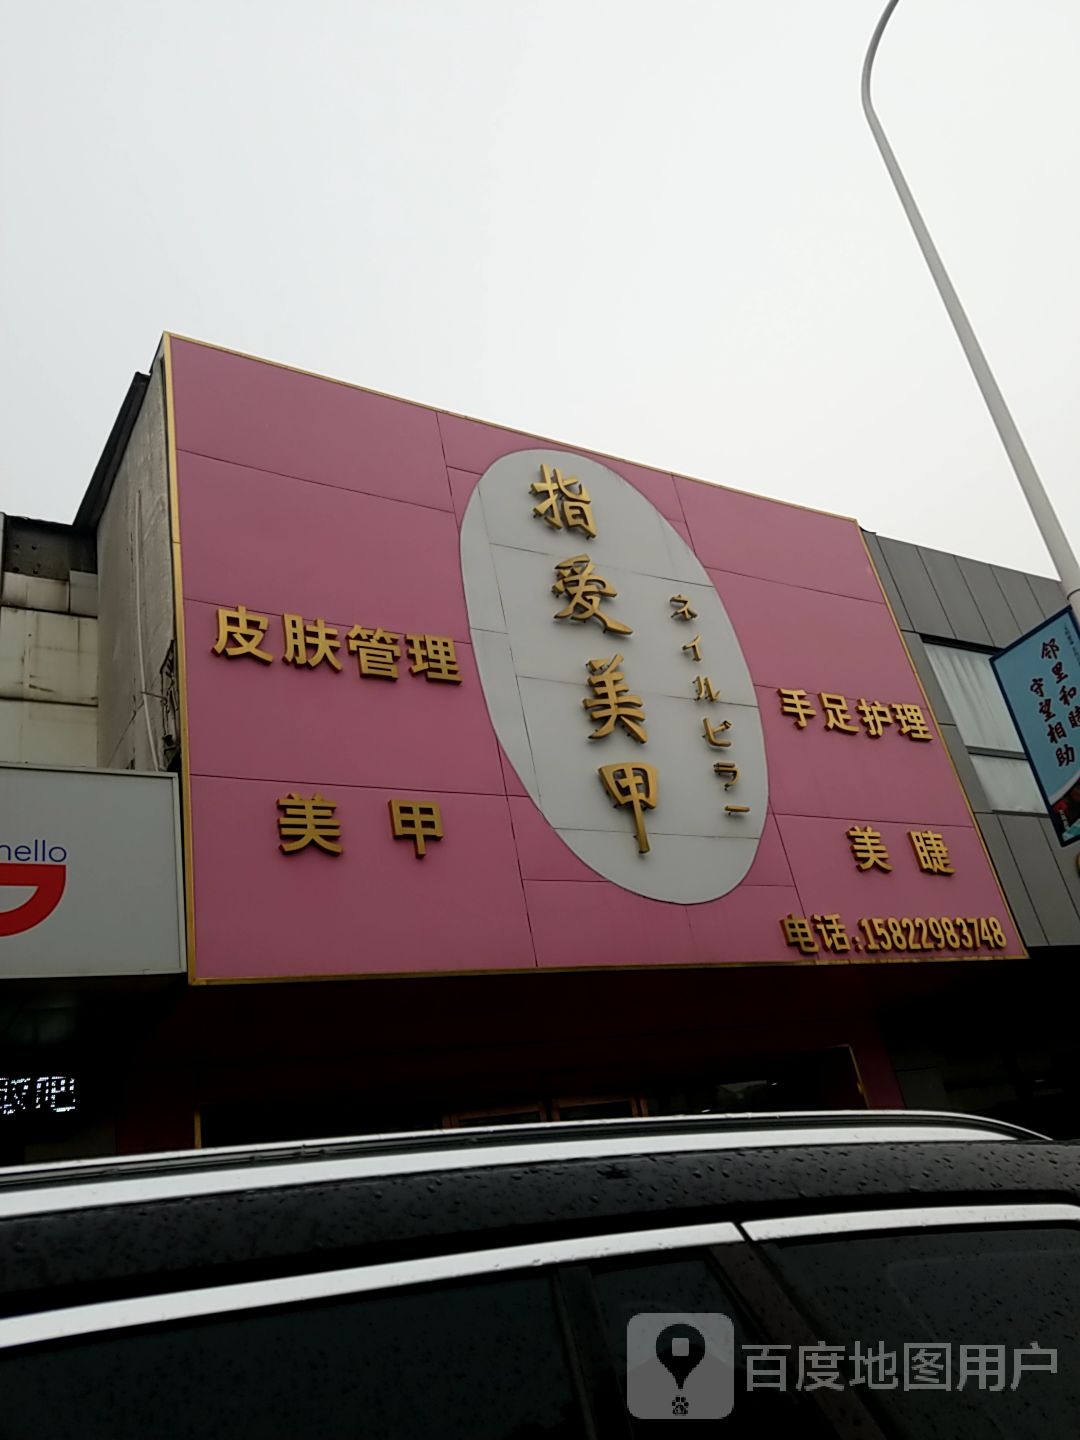 指爱美甲
ネイルビラー
皮肤管理
美甲
手足护理
美睫
电话:15822983748
hello
邻里和睦
守望相助
百度地图用户